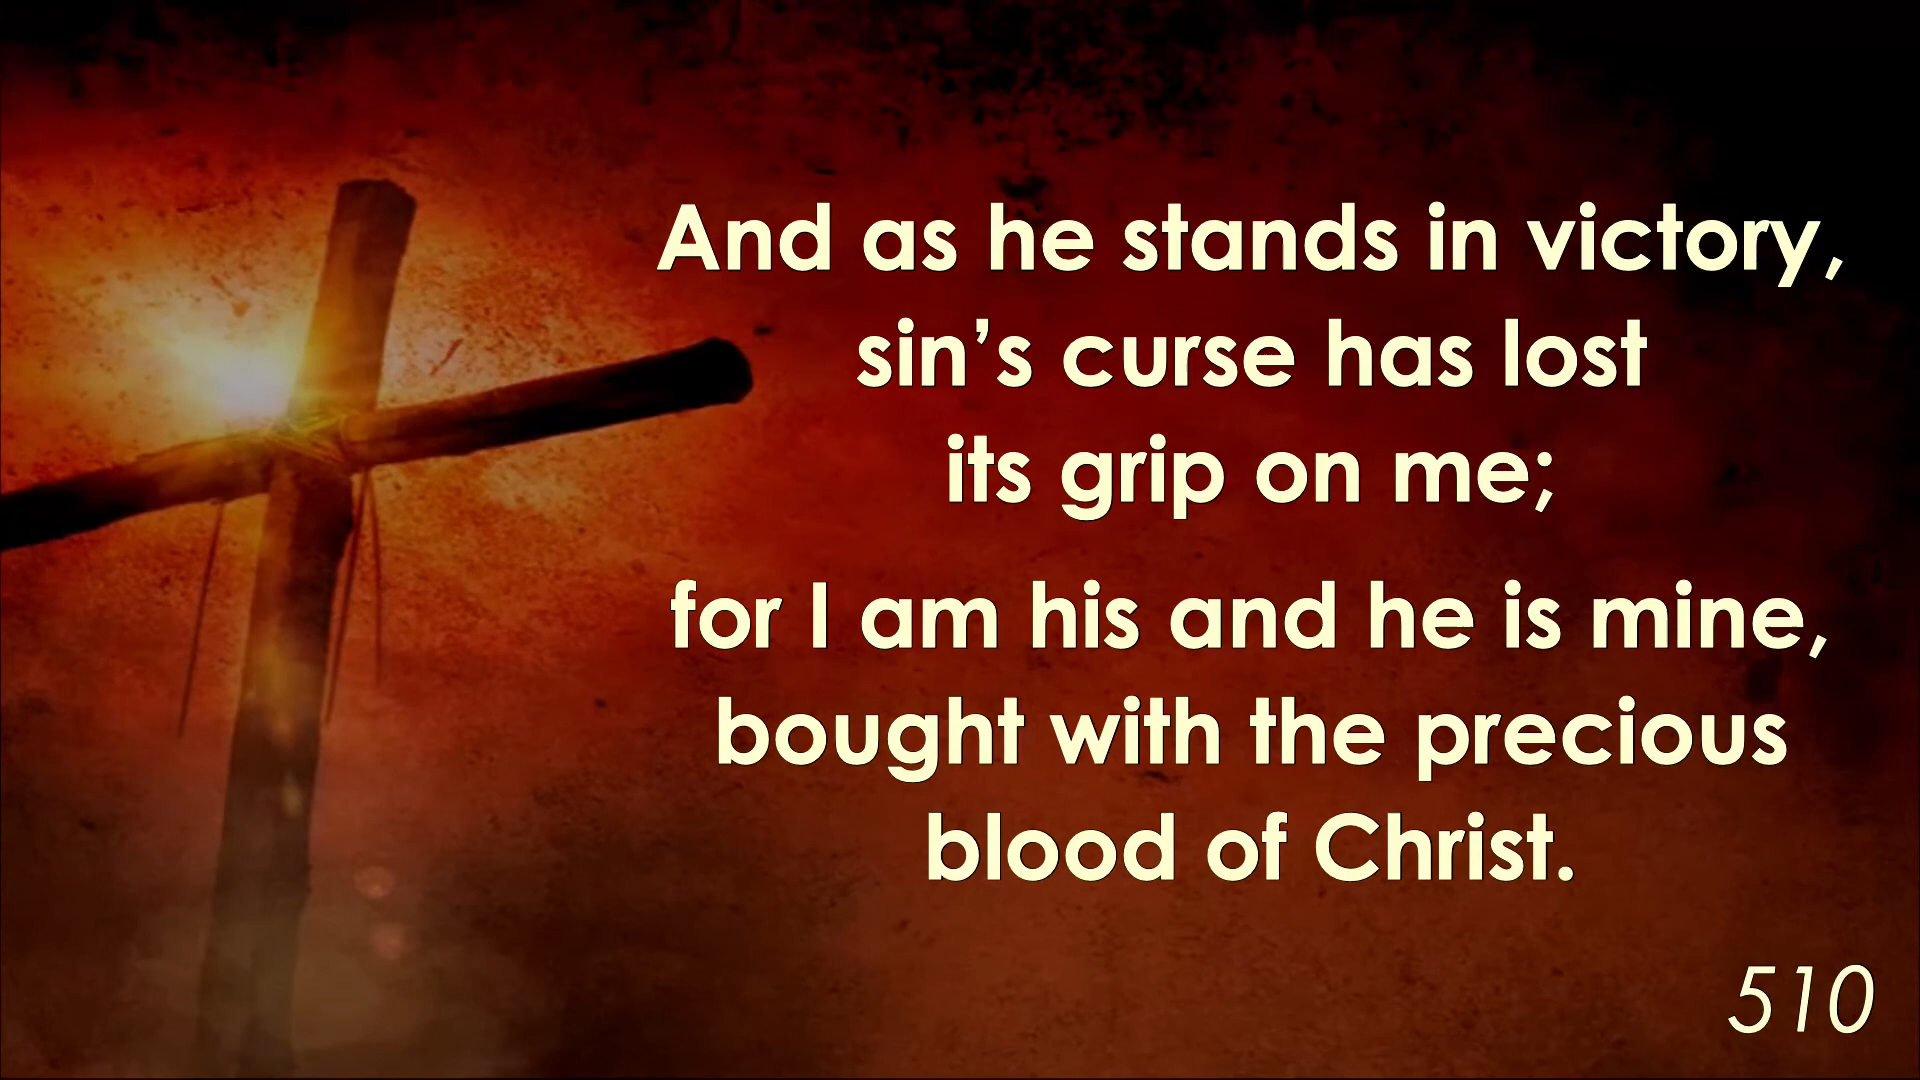 And as he stands in victory,
sin’s curse has lost
its grip on me;
for I am his and he is mine,
bought with the precious
blood of Christ.
510